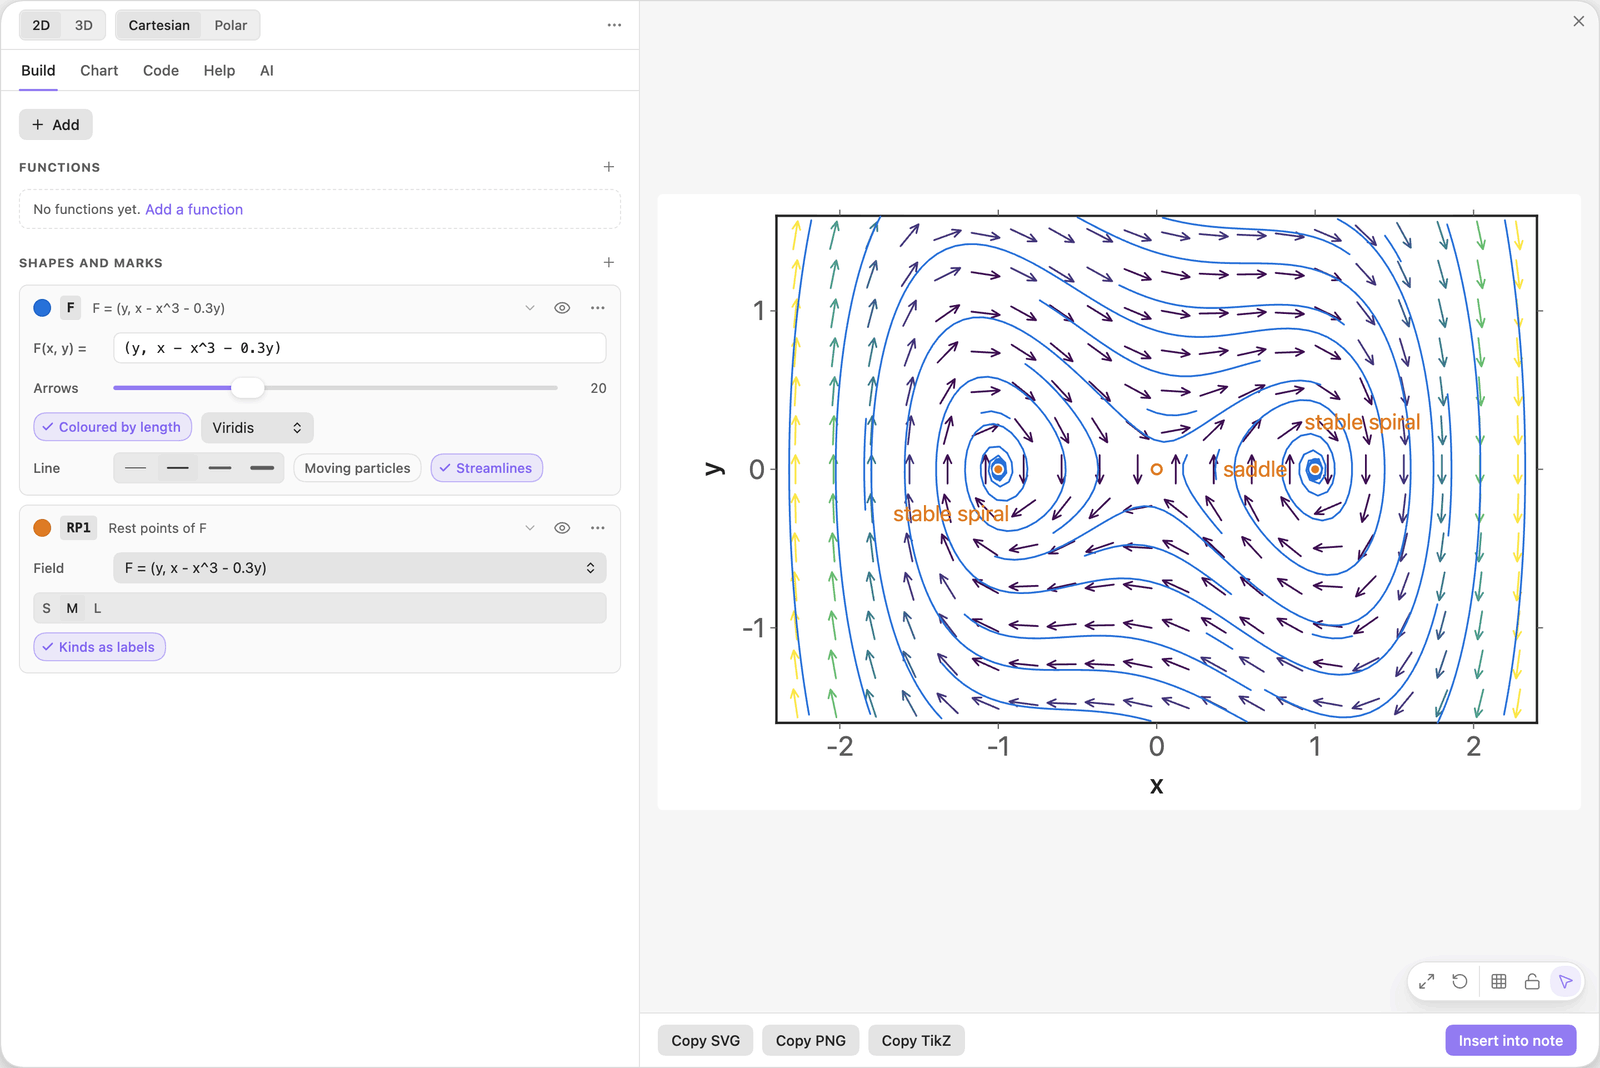 2D 3D Cartesian Polar
Build Chart Code Help AI
+ Add
FUNCTIONS
No functions yet. Add a function
SHAPES AND MARKS
F F = (y, x - x^3 - 0.3y)
F(x, y) = (y, x - x^3 - 0.3y)
Arrows 20
Coloured by length Viridis
Line Moving particles Streamlines
RP1 Rest points of F
Field F = (y, x - x^3 - 0.3y)
S M L
Kinds as labels
1
stable spiral
y 0 saddle
stable spiral
-1
-2 -1 0 1 2
x
Copy SVG Copy PNG Copy TikZ Insert into note